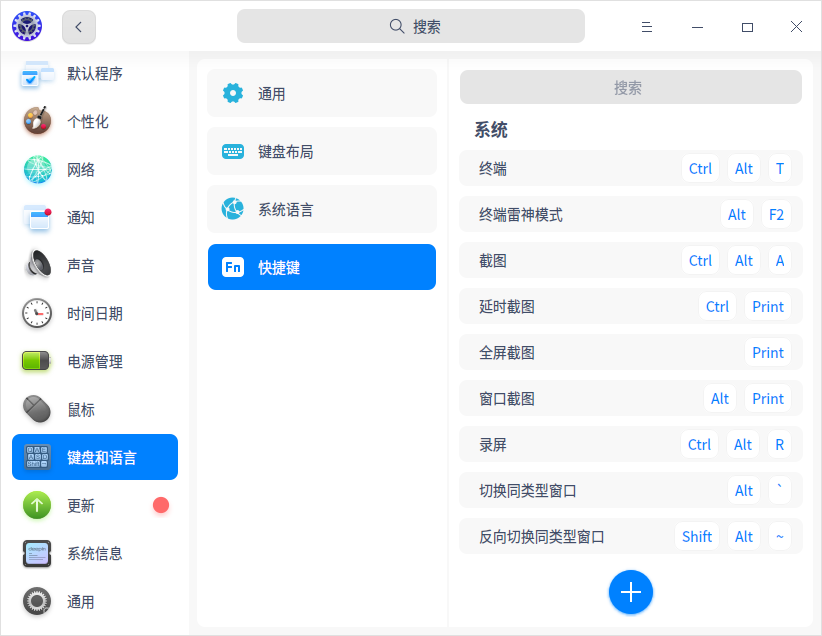 搜索
默认程序
个性化
网络
通知
声音
时间日期
电源管理
鼠标
键盘和语言
更新
系统信息
通用
通用
键盘布局
系统语言
Fn 快捷键
搜索
系统
终端 Ctrl Alt T
终端雷神模式 Alt F2
截图 Ctrl Alt A
延时截图 Ctrl Print
全屏截图 Print
窗口截图 Alt Print
录屏 Ctrl Alt R
切换同类型窗口 Alt `
反向切换同类型窗口 Shift Alt ~